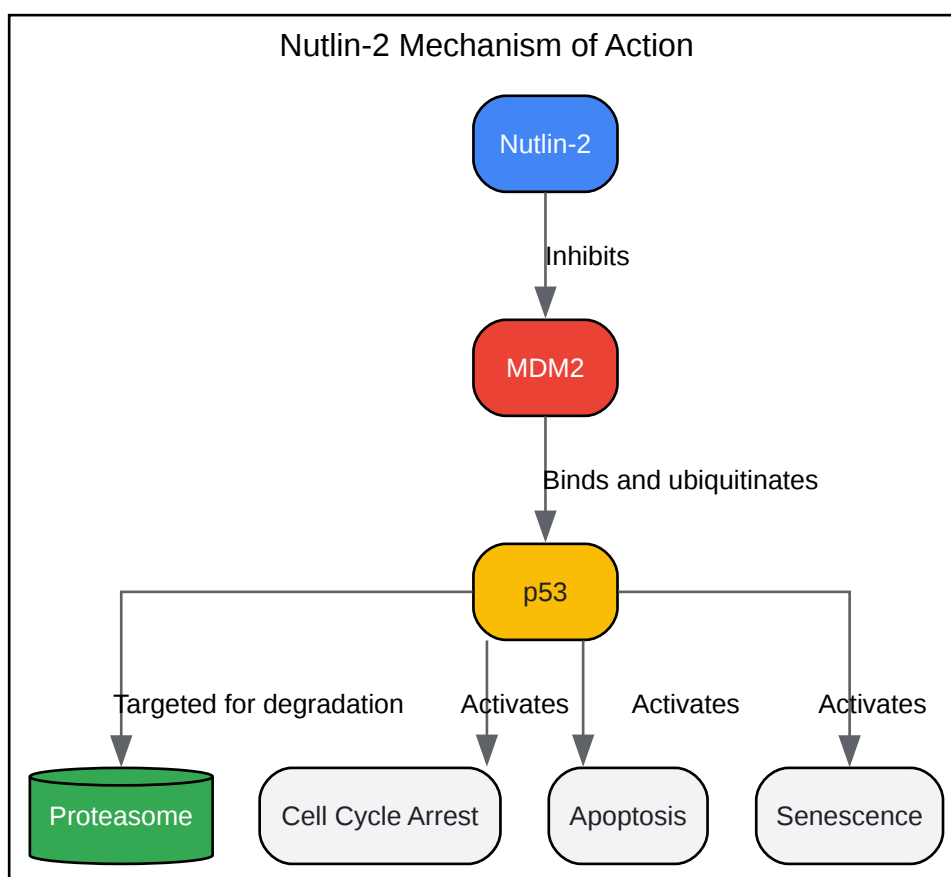 Nutlin-2 Mechanism of Action
Nutlin-2
Inhibits
MDM2
Binds and ubiquitinates
p53
Targeted for degradation
Activates
Activates
Activates
Proteasome
Cell Cycle Arrest
Apoptosis
Senescence